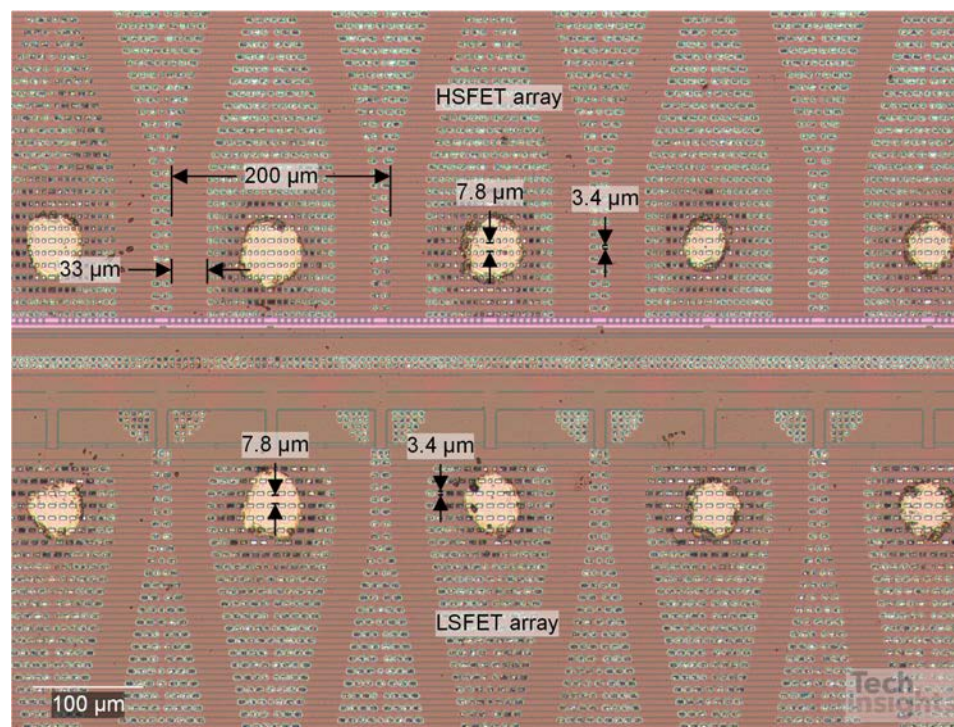 HSFET array
200 µm
7.8 µm
3.4 µm
33 µm
7.8 µm
3.4 µm
LSFET array
100 µm
Tech
Insights